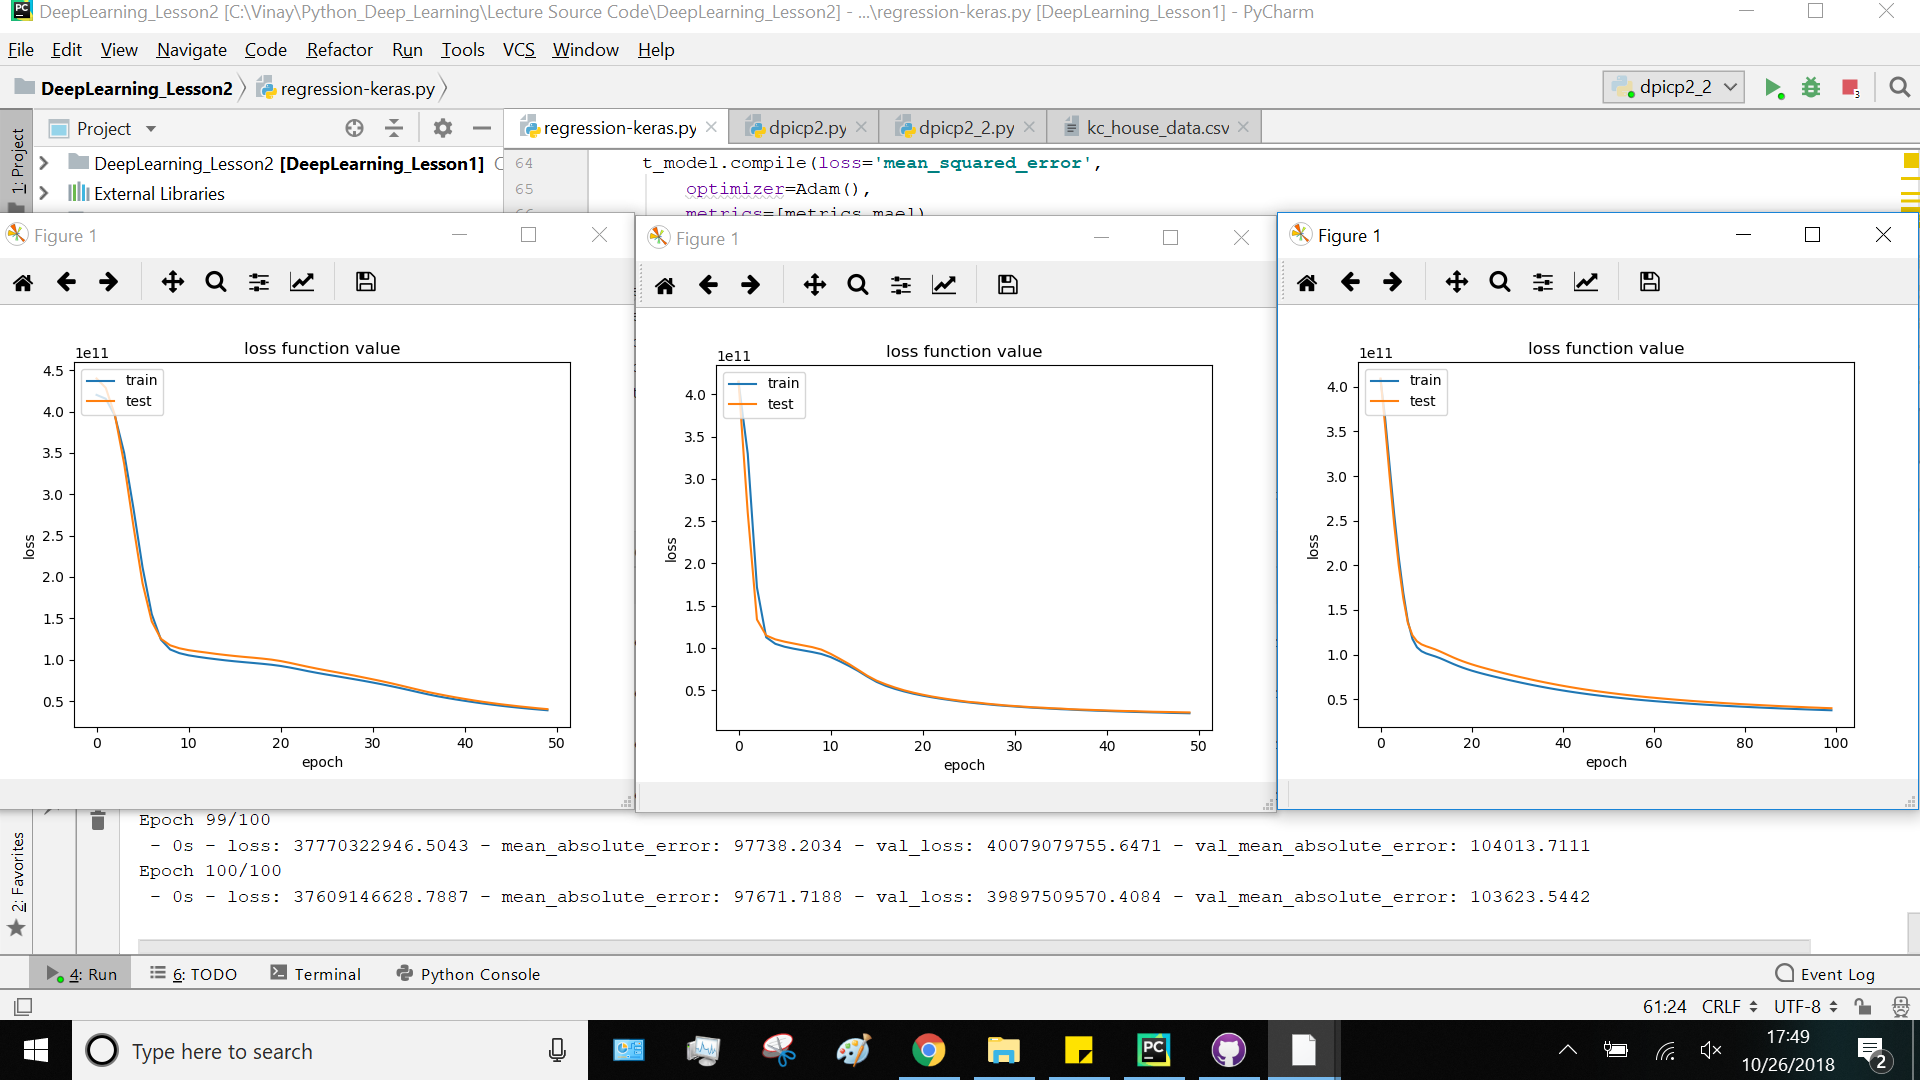 DeepLearning_Lesson2 [C:\Vinay\Python_Deep_Learning\Lecture Source Code\DeepLearning_Lesson2] - ...\regression-keras.py [DeepLearning_Lesson1] - PyCharm
File Edit View Navigate Code Refactor Run Tools VCS Window Help
DeepLearning_Lesson2 regression-keras.py dpicp2_2
Project regression-keras.py dpicp2.py dpicp2_2.py kc_house_data.csv
1: Project
DeepLearning_Lesson2 [DeepLearning_Lesson1]
External Libraries
64 t_model.compile(loss='mean_squared_error',
65 optimizer=Adam(),
metrics=[metrics.mae])
Figure 1
loss function value
1e11
train
test
4.5
4.0
3.5
3.0
2.5
2.0
1.5
1.0
0.5
loss
0 10 20 30 40 50
epoch
Figure 1
loss function value
1e11
train
test
4.0
3.5
3.0
2.5
2.0
1.5
1.0
0.5
loss
0 10 20 30 40 50
epoch
Figure 1
loss function value
1e11
train
test
4.0
3.5
3.0
2.5
2.0
1.5
1.0
0.5
loss
0 20 40 60 80 100
epoch
Epoch 99/100
- 0s - loss: 37770322946.5043 - mean_absolute_error: 97738.2034 - val_loss: 40079079755.6471 - val_mean_absolute_error: 104013.7111
Epoch 100/100
- 0s - loss: 37609146628.7887 - mean_absolute_error: 97671.7188 - val_loss: 39897509570.4084 - val_mean_absolute_error: 103623.5442
2: Favorites
4: Run 6: TODO Terminal Python Console Event Log
61:24 CRLF UTF-8
Type here to search
17:49
10/26/2018
2